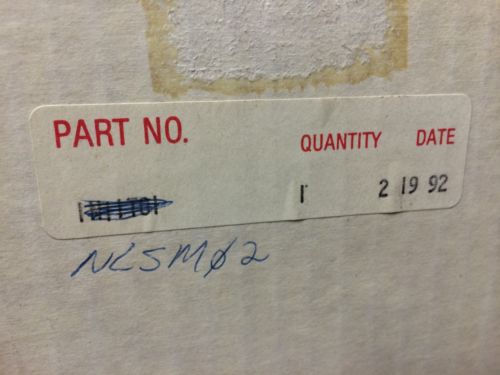 PART NO. QUANTITY DATE
1 2 19 92
NLSMØ2